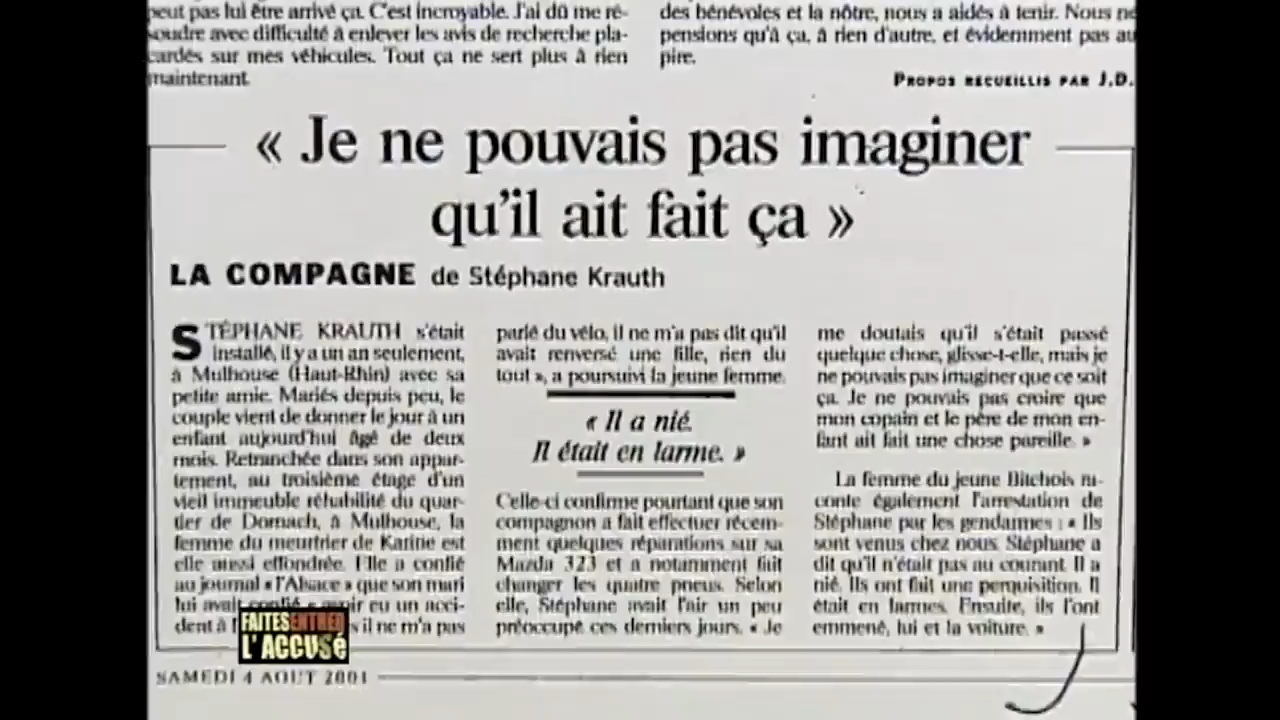 peut pas lui être arrivé ça. C'est incroyable. J'ai dû me ré-
soudre avec difficulté à enlever les avis de recherche pla-
cardés sur mes véhicules. Tout ça ne sert plus à rien
maintenant.
des bénévoles et la nôtre, nous a aidés à tenir. Nous ne
pensions qu'à ça, à rien d'autre, et évidemment pas au
pire.
PROPOS RECUEILLIS PAR J.D.
« Je ne pouvais pas imaginer
qu'il ait fait ça »
LA COMPAGNE de Stéphane Krauth
STÉPHANE KRAUTH s'était
installé, il y a un an seulement,
à Mulhouse (Haut-Rhin) avec sa
petite amie. Mariés depuis peu, le
couple vient de donner le jour à un
enfant aujourd'hui âgé de deux
mois. Retranchée dans son appar-
tement, au troisième étage d'un
vieil immeuble réhabilité du quar-
tier de Dornach, à Mulhouse, la
femme du meurtrier de Karine est
elle aussi effondrée. Elle a confié
au journal « l'Alsace » que son mari
lui avait confié « avoir eu un acci-
dent à s il ne m'a pas
parlé du vélo, il ne m'a pas dit qu'il
avait renversé une fille, rien du
tout », a poursuivi la jeune femme.
« Il a nié.
Il était en larme. »
Celle-ci confirme pourtant que son
compagnon a fait effectuer récem-
ment quelques réparations sur sa
Mazda 323 et a notamment fait
changer les quatre pneus. Selon
elle, Stéphane avait l'air un peu
préoccupé ces derniers jours. « Je
me doutais qu'il s'était passé
quelque chose, glisse-t-elle, mais je
ne pouvais pas imaginer que ce soit
ça. Je ne pouvais pas croire que
mon copain et le père de mon en-
fant ait fait une chose pareille. »
La femme du jeune Bitchois ra-
conte également l'arrestation de
Stéphane par les gendarmes : « Ils
sont venus chez nous. Stéphane a
dit qu'il n'était pas au courant. Il a
nié. Ils ont fait une perquisition. Il
était en larmes. Ensuite, ils l'ont
emmené, lui et la voiture. »
FAITES ENTRER
L'ACCUSé
SAMEDI 4 AOUT 2001